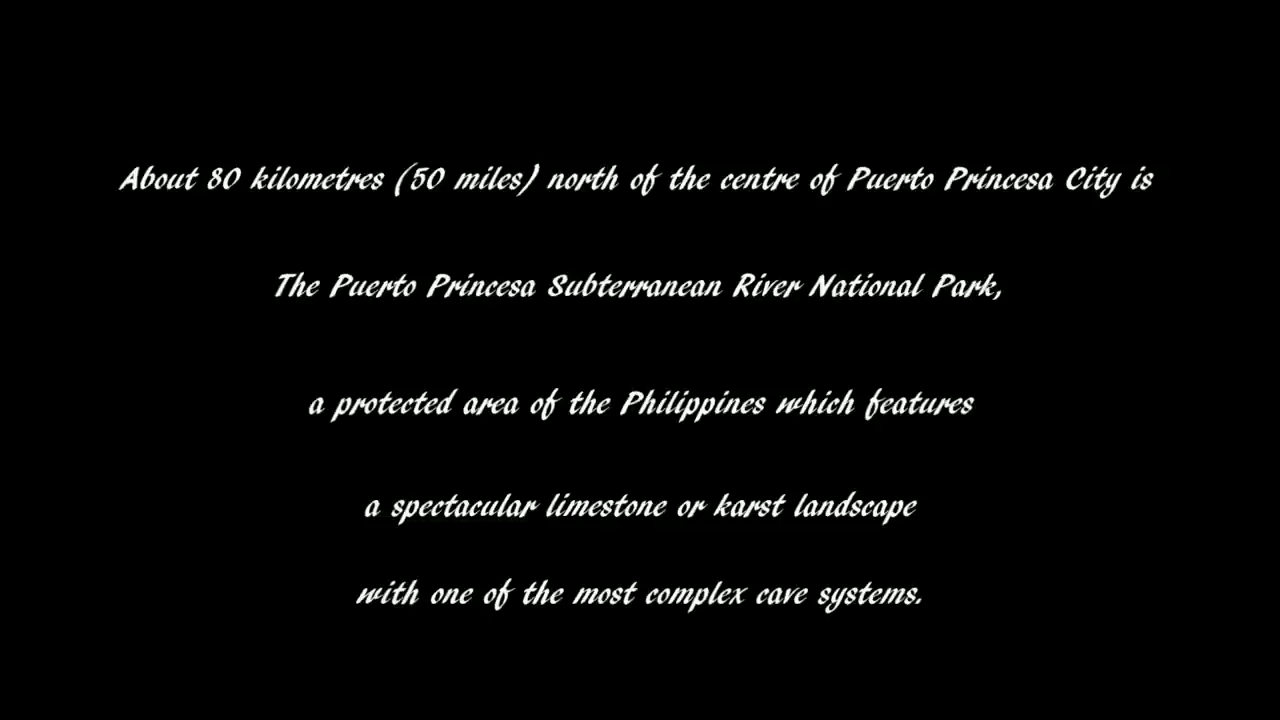 About 80 kilometres (50 miles) north of the centre of Puerto Princesa City is
The Puerto Princesa Subterranean River National Park,
a protected area of the Philippines which features
a spectacular limestone or karst landscape
with one of the most complex cave systems.